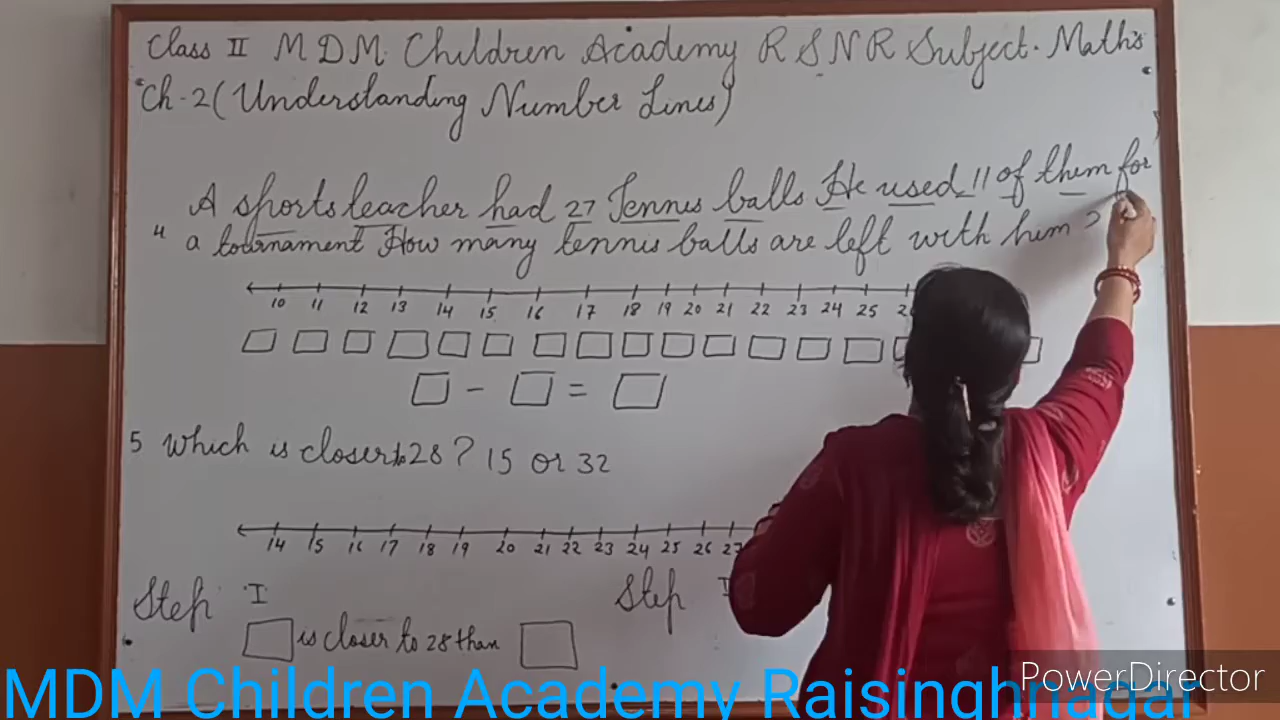 Class II M D M. Children Academy R S N R Subject. Maths
Ch-2 (Understanding Number Lines)
A sports teacher had 27 Tennis balls He used 11 of them for
4 a tournament How many tennis balls are left with him ?
10 11 12 13 14 15 16 17 18 19 20 21 22 23 24 25
□ - □ = □
5 Which is closer to 28 ? 15 or 32
14 15 16 17 18 19 20 21 22 23 24 25 26 27
Step I Step
□ is closer to 28 than □
PowerDirector
MDM Children Academy Raisinghnagar